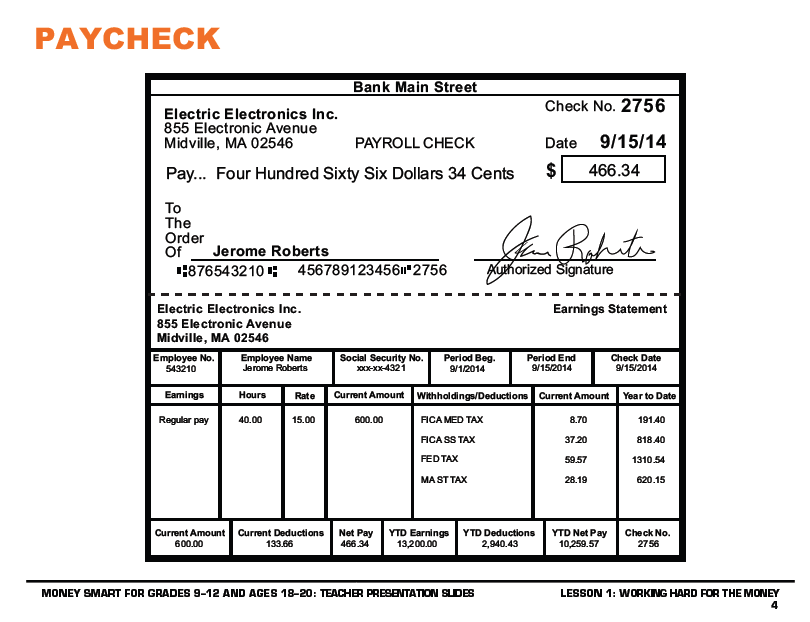 PAYCHECK
Bank Main Street
Electric Electronics Inc.
855 Electronic Avenue
Midville, MA 02546
PAYROLL CHECK
Check No. 2756
Date 9/15/14
Pay... Four Hundred Sixty Six Dollars 34 Cents
$ 466.34
To
The
Order
Of Jerome Roberts
⑆876543210⑆ 456789123456⑈2756
Authorized Signature
Electric Electronics Inc.
855 Electronic Avenue
Midville, MA 02546
Earnings Statement
Employee No. Employee Name Social Security No. Period Beg. Period End Check Date
543210 Jerome Roberts xxx-xx-4321 9/1/2014 9/15/2014 9/15/2014
Earnings Hours Rate Current Amount Withholdings/Deductions Current Amount Year to Date
Regular pay 40.00 15.00 600.00 FICA MED TAX 8.70 191.40
FICA SS TAX 37.20 818.40
FED TAX 59.57 1310.54
MA ST TAX 28.19 620.15
Current Amount Current Deductions Net Pay YTD Earnings YTD Deductions YTD Net Pay Check No.
600.00 133.66 466.34 13,200.00 2,940.43 10,259.57 2756
MONEY SMART FOR GRADES 9–12 AND AGES 18–20: TEACHER PRESENTATION SLIDES
LESSON 1: WORKING HARD FOR THE MONEY
4